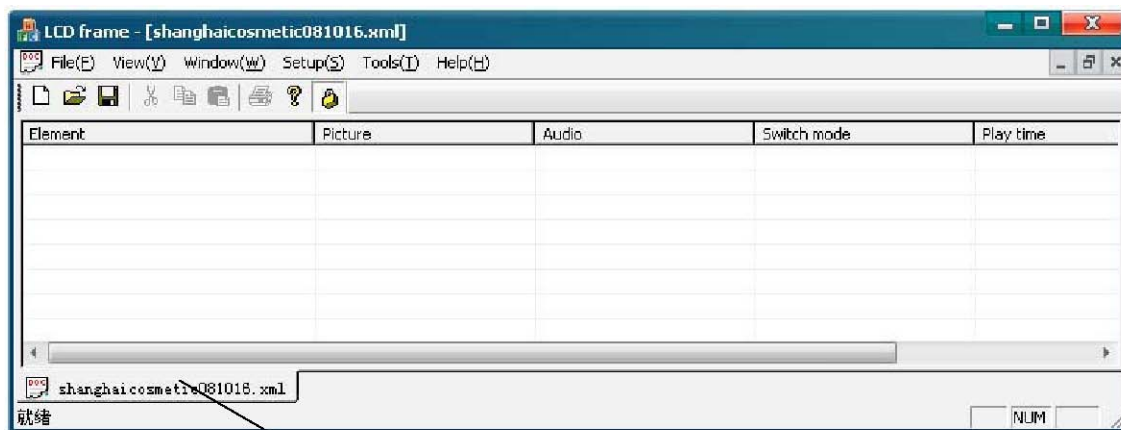 LCD frame - [shanghaicosmetic081016.xml]
File(F) View(V) Window(W) Setup(S) Tools(T) Help(H)
Element Picture Audio Switch mode Play time
shanghaicosmetic081016.xml
就绪 NUM